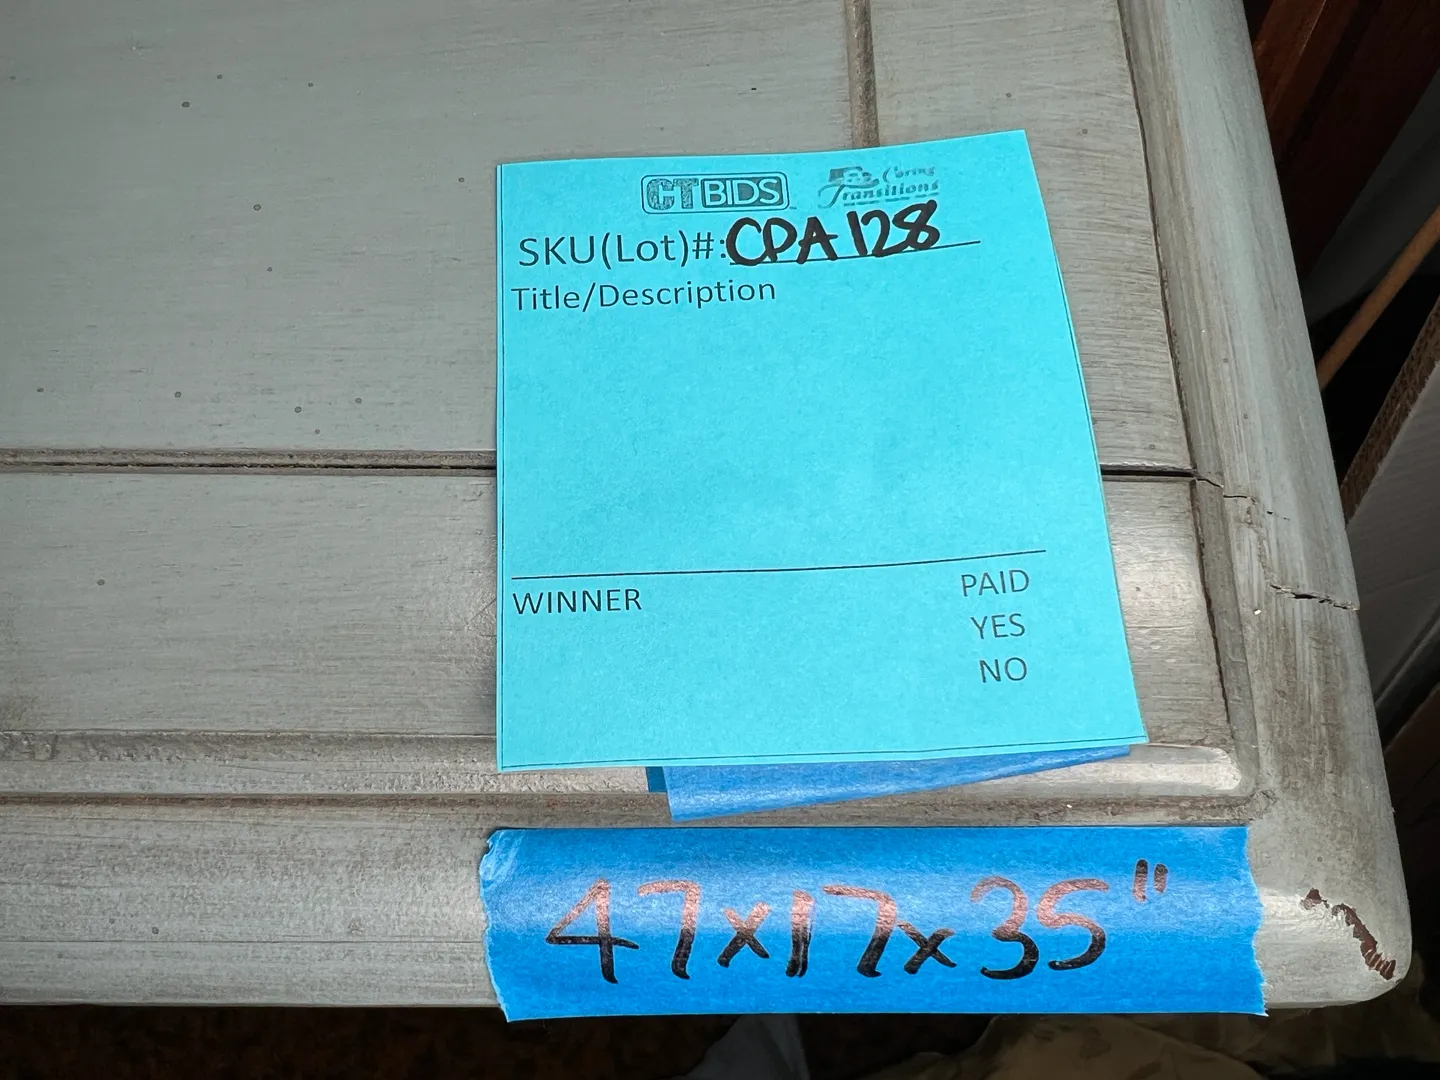 CTBIDS
Caring
Transitions
SKU(Lot)#: CPA128
Title/Description
WINNER
PAID
YES
NO
47x17x35"